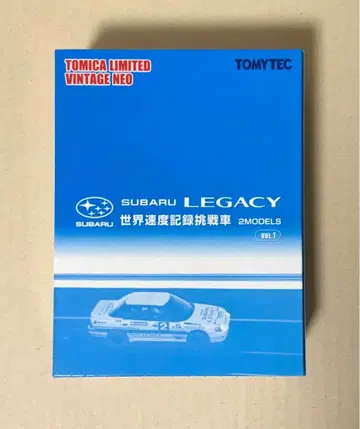 TOMICA LIMITED
VINTAGE NEO
TOMYTEC
SUBARU
SUBARU LEGACY
世界速度記録挑戦車 2MODELS
VOL.1
2